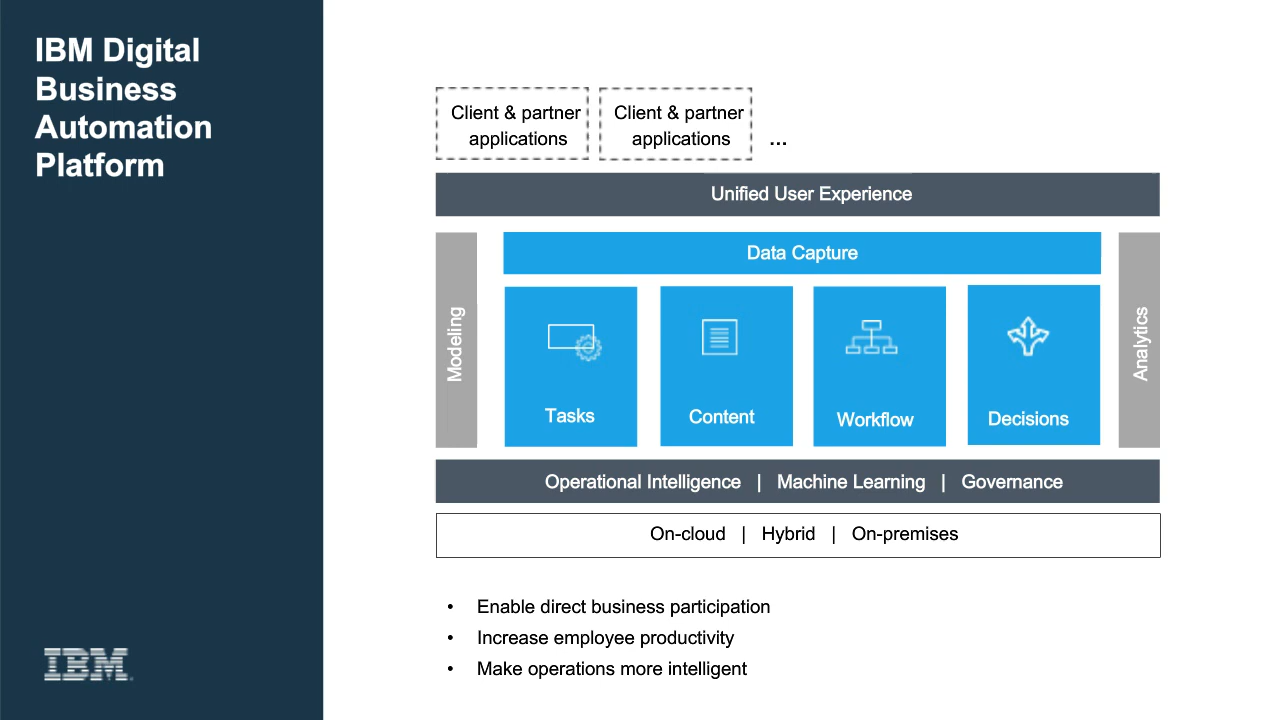 IBM Digital
Business
Automation
Platform
Client & partner
applications
Client & partner
applications
...
Unified User Experience
Modeling
Data Capture
Analytics
Tasks
Content
Workflow
Decisions
Operational Intelligence | Machine Learning | Governance
On-cloud | Hybrid | On-premises
• Enable direct business participation
• Increase employee productivity
• Make operations more intelligent
IBM